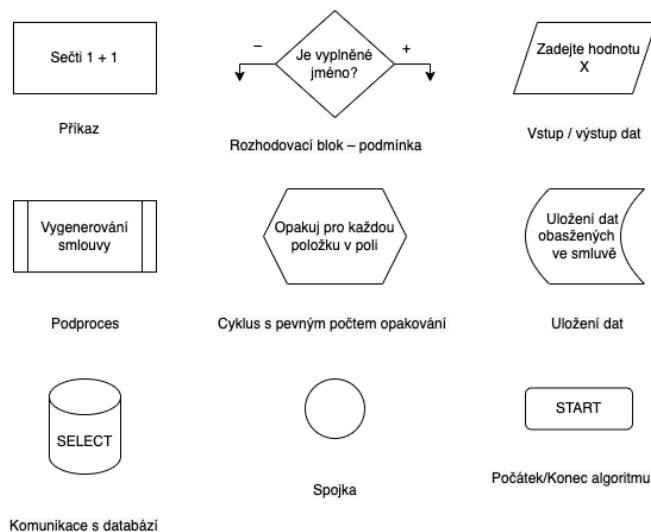 Sečti 1 + 1
Příkaz
–
Je vyplněné
jméno?
+
Rozhodovací blok – podmínka
Zadejte hodnotu
X
Vstup / výstup dat
Vygenerování
smlouvy
Podproces
Opakuj pro každou
položku v poli
Cyklus s pevným počtem opakování
Uložení dat
obasžených
ve smluvě
Uložení dat
SELECT
Komunikace s databází
Spojka
START
Počátek/Konec algoritmu